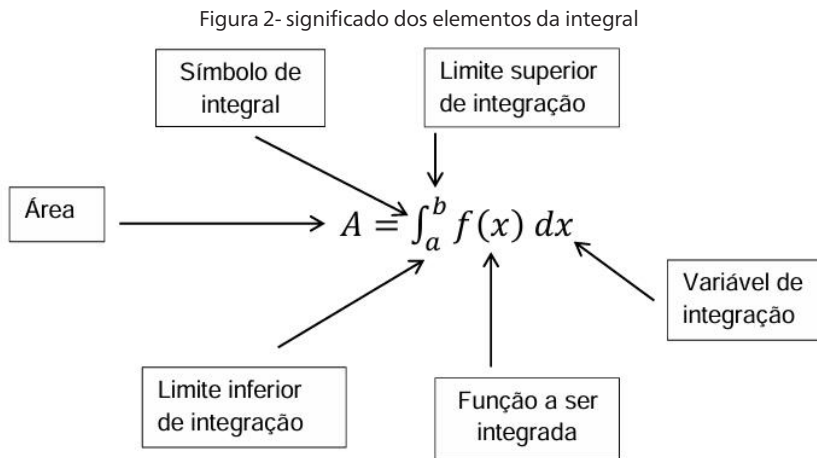 Figura 2- significado dos elementos da integral
Símbolo de
integral
Limite superior
de integração
Área
A = ∫_a^b f(x) dx
Variável de
integração
Limite inferior
de integração
Função a ser
integrada